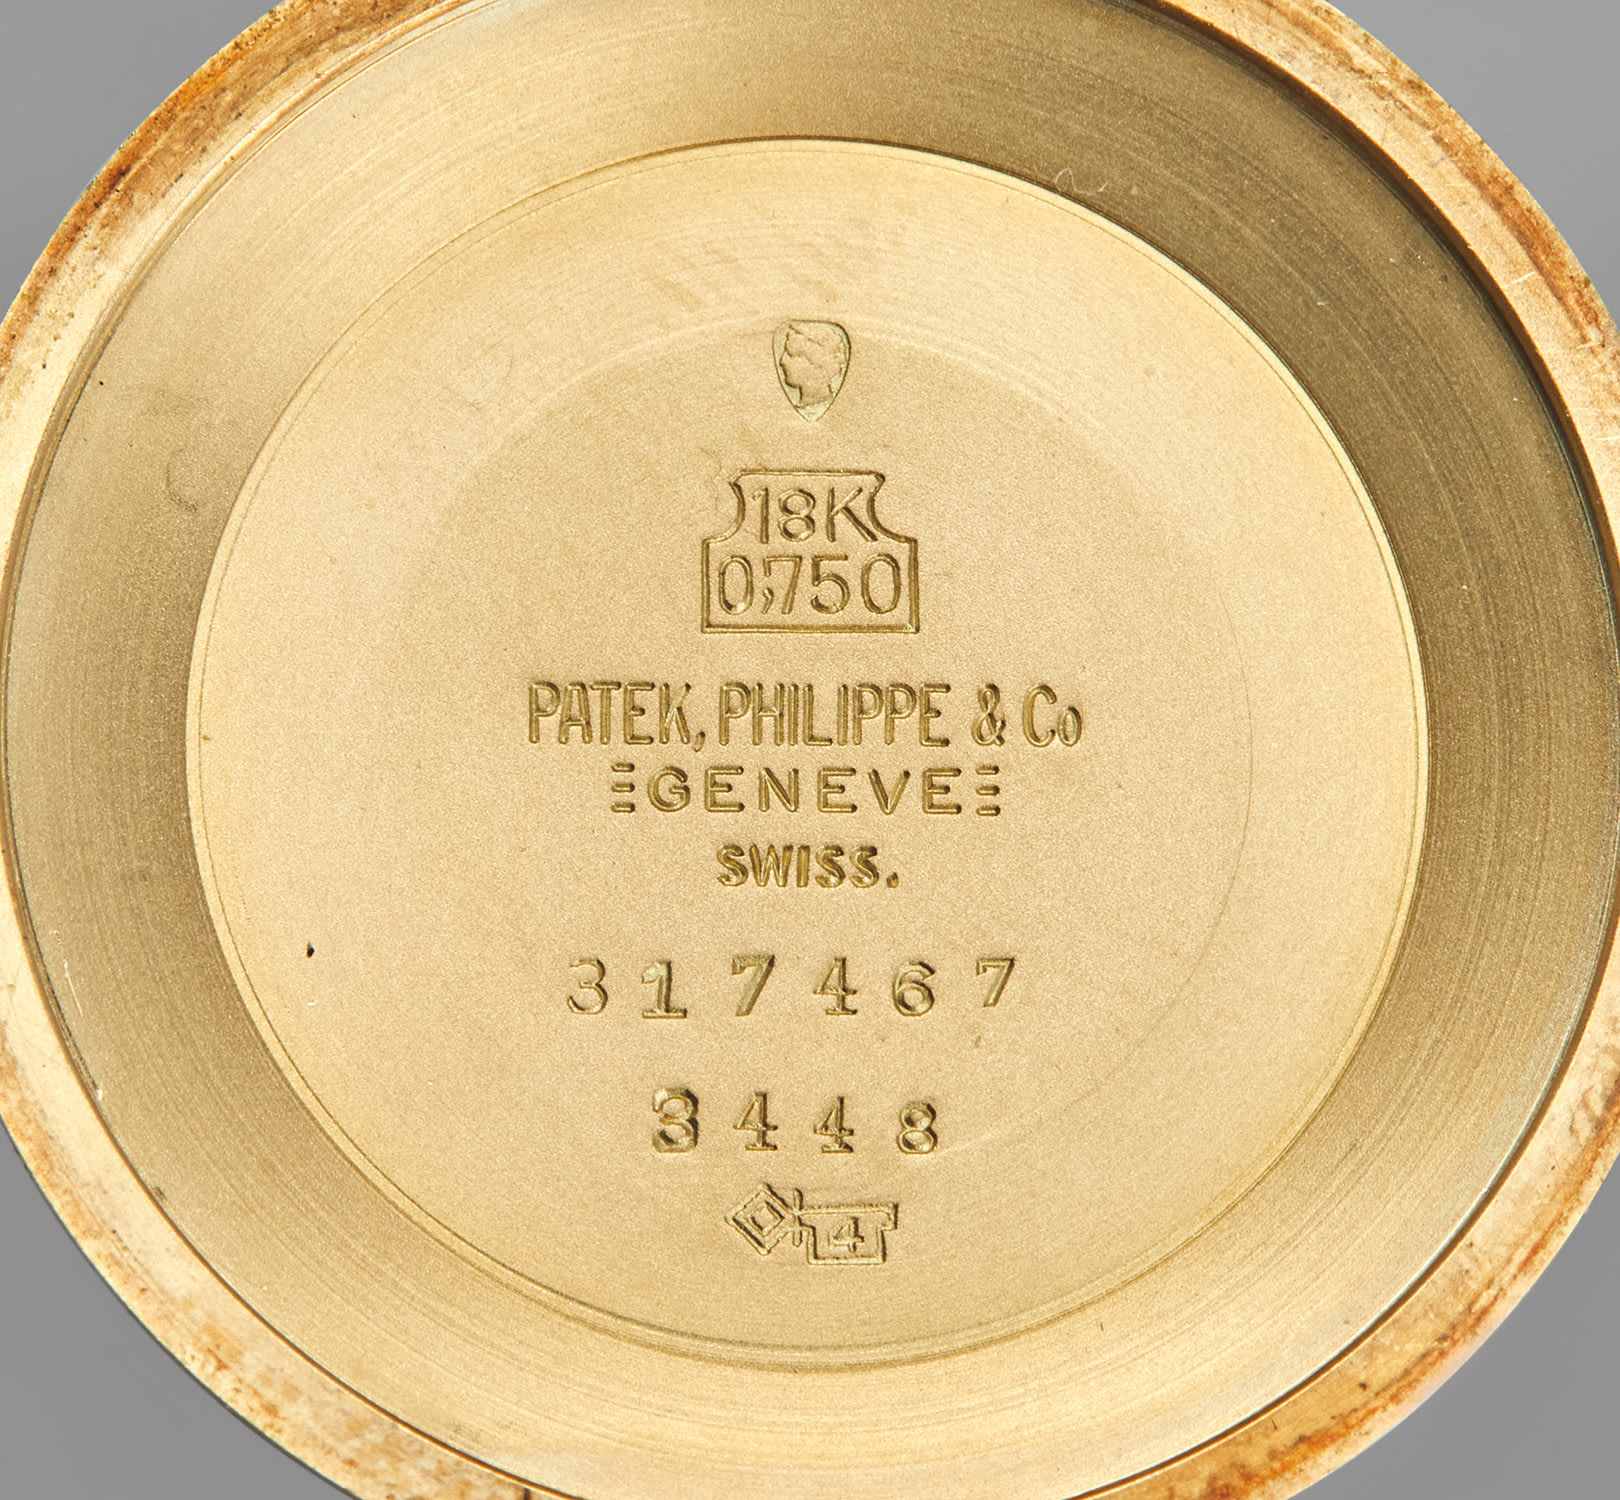 18K
0,750
PATEK, PHILIPPE & Co
GENEVE
SWISS.
317467
3448
4